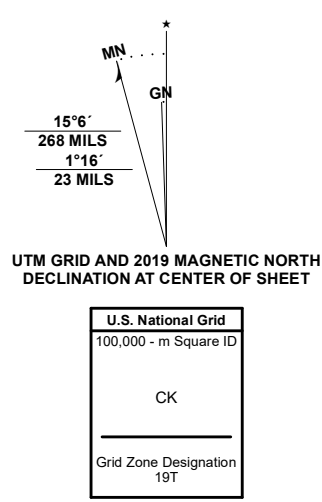 MN
GN
15°6´
268 MILS
1°16´
23 MILS
UTM GRID AND 2019 MAGNETIC NORTH
DECLINATION AT CENTER OF SHEET
U.S. National Grid
100,000 - m Square ID
CK
Grid Zone Designation
19T